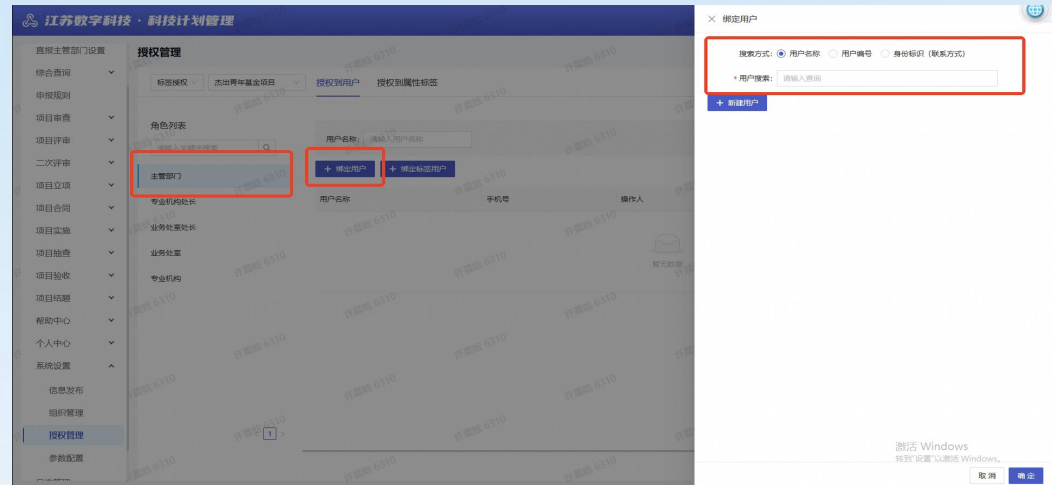 江苏数字科技 · 科技计划管理
直报主管部门设置
综合查询
申报规则
项目审查
项目评审
二次评审
项目立项
项目合同
项目实施
项目抽查
项目验收
项目结题
帮助中心
个人中心
系统设置
信息发布
组织管理
授权管理
参数配置
日志管理
授权管理
标签授权
杰出青年基金项目
角色列表
请输入关键字搜索
主管部门
专业机构处长
业务处室处长
业务处室
专业机构
1
授权到用户 授权到属性标签
用户名称: 请输入用户名称
+ 绑定用户 + 绑定标签用户
用户名称 手机号 操作人
暂无数据
× 绑定用户
搜索方式: 用户名称 用户编号 身份标识（联系方式）
* 用户搜索: 请输入查询
+ 新建用户
激活 Windows
转到"设置"以激活 Windows。
取 消 确 定